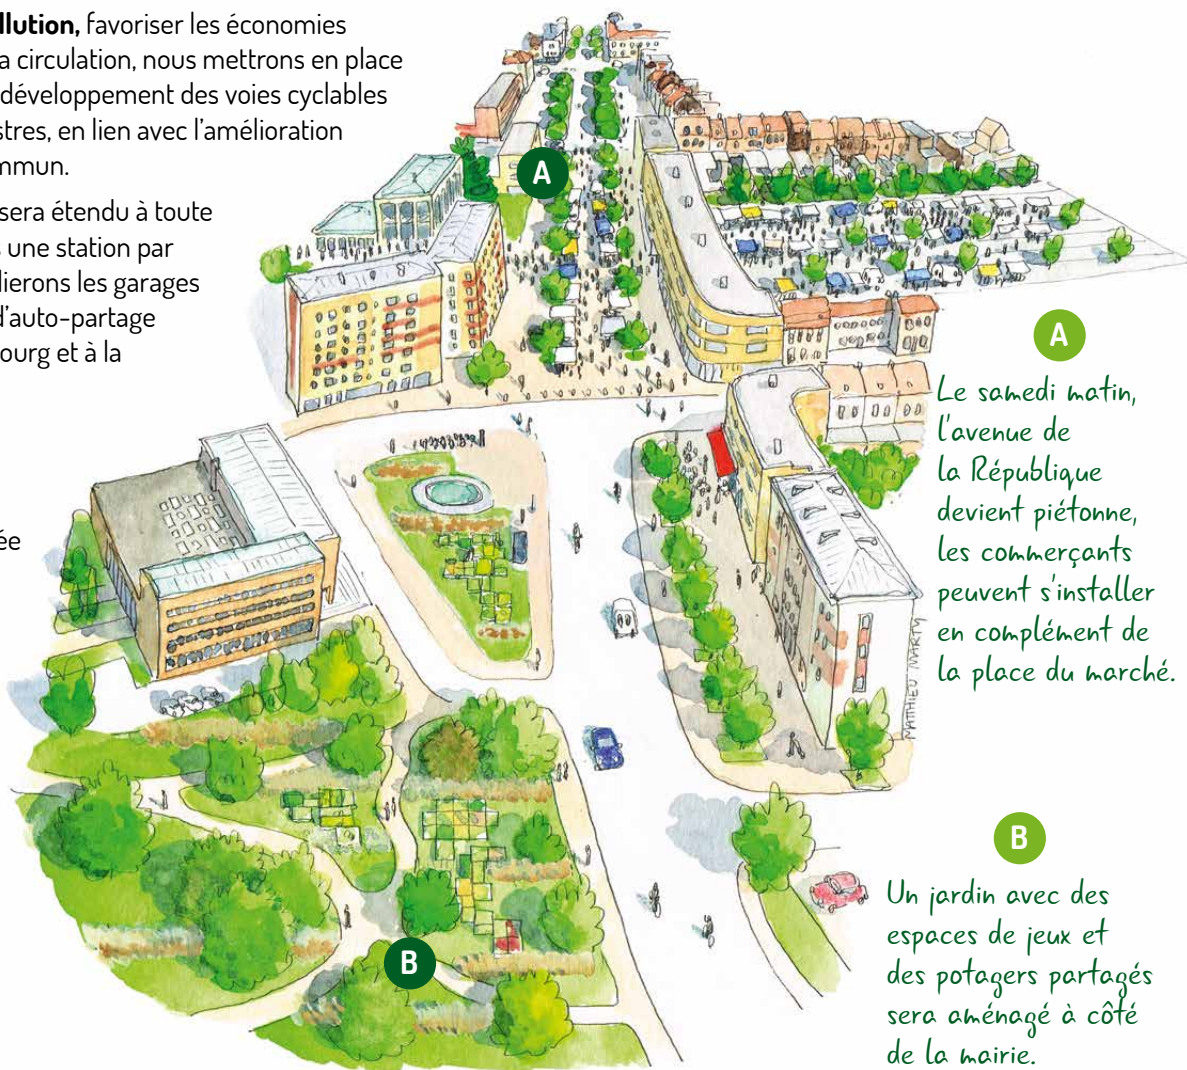 llution, favoriser les économies
a circulation, nous mettrons en place
développement des voies cyclables
stres, en lien avec l’amélioration
mmun.
sera étendu à toute
s une station par
dierons les garages
d’auto-partage
ourg et à la
ée
A
A
Le samedi matin,
l’avenue de
la République
devient piétonne,
les commerçants
peuvent s’installer
en complément de
la place du marché.
MATTHIEU MARTY
B
Un jardin avec des
espaces de jeux et
des potagers partagés
sera aménagé à côté
de la mairie.
B